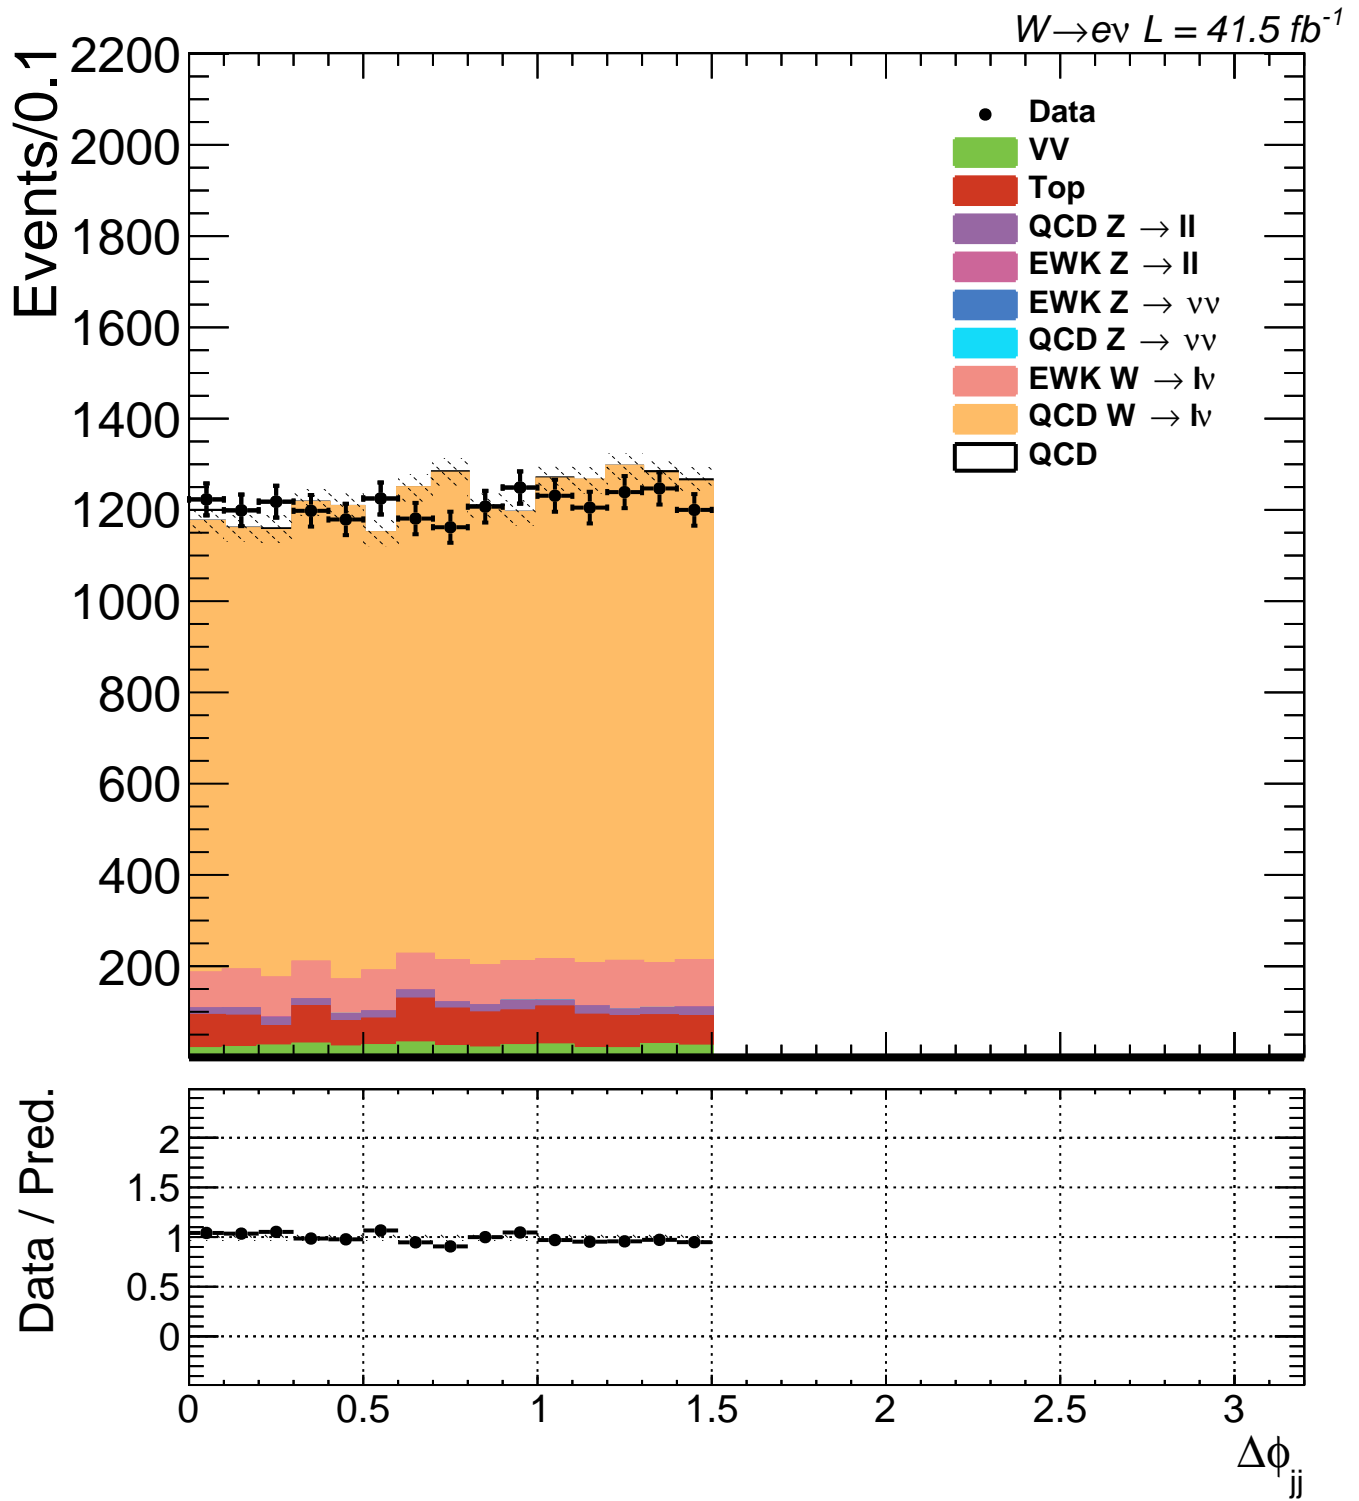 W→eν L = 41.5 fb⁻¹
Events/0.1
2200
2000
1800
1600
1400
1200
1000
800
600
400
200
Data
VV
Top
QCD Z → ll
EWK Z → ll
EWK Z → νν
QCD Z → νν
EWK W → lν
QCD W → lν
QCD
Data / Pred.
2
1.5
1
0.5
0
0 0.5 1 1.5 2 2.5 3
Δϕjj